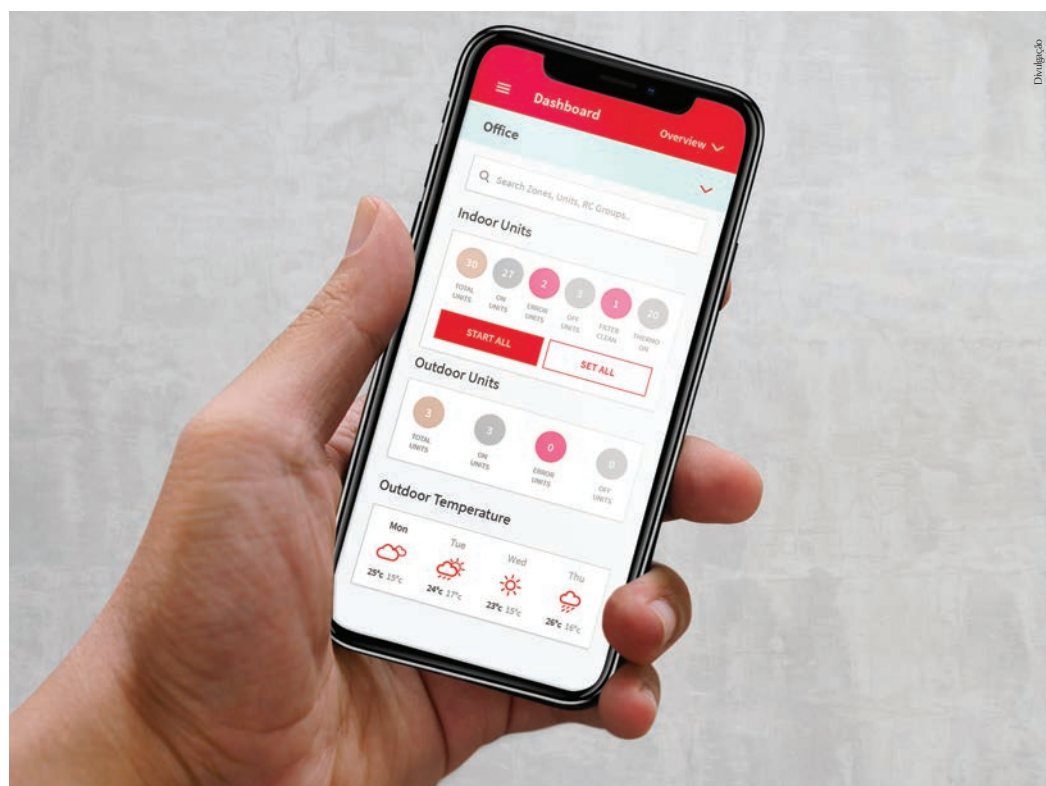 Divulgação
Dashboard
Overview
Office
Search Zones, Units, RC Groups..
Indoor Units
30 27 2 3 1 20
TOTAL UNITS
ON UNITS
ERROR UNITS
OFF UNITS
FILTER CLEAN
THERMO ON
START ALL
SET ALL
Outdoor Units
3 3 0 0
TOTAL UNITS
ON UNITS
ERROR UNITS
OFF UNITS
Outdoor Temperature
Mon Tue Wed Thu
25°c 15°c 24°c 17°c 23°c 15°c 26°c 16°c